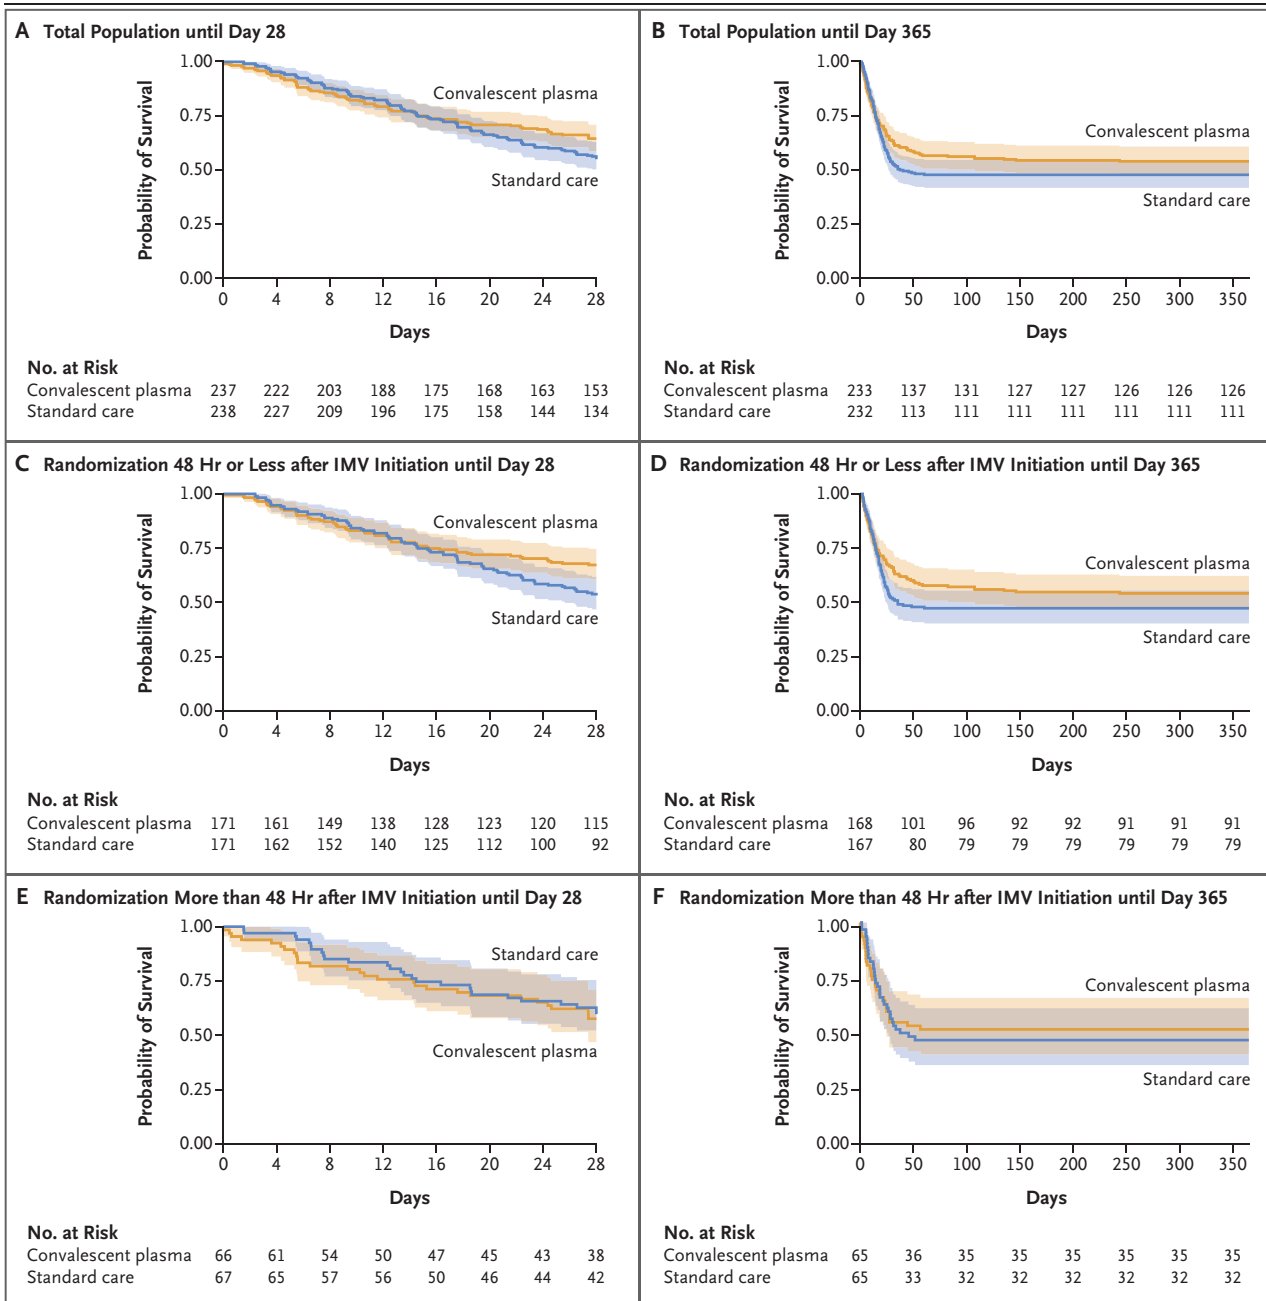 A Total Population until Day 28
1.00
0.75
0.50
0.25
0.00
Probability of Survival
Convalescent plasma
Standard care
0 4 8 12 16 20 24 28
Days
No. at Risk
Convalescent plasma 237 222 203 188 175 168 163 153
Standard care 238 227 209 196 175 158 144 134
B Total Population until Day 365
1.00
0.75
0.50
0.25
0.00
Probability of Survival
Convalescent plasma
Standard care
0 50 100 150 200 250 300 350
Days
No. at Risk
Convalescent plasma 233 137 131 127 127 126 126 126
Standard care 232 113 111 111 111 111 111 111
C Randomization 48 Hr or Less after IMV Initiation until Day 28
1.00
0.75
0.50
0.25
0.00
Probability of Survival
Convalescent plasma
Standard care
0 4 8 12 16 20 24 28
Days
No. at Risk
Convalescent plasma 171 161 149 138 128 123 120 115
Standard care 171 162 152 140 125 112 100 92
D Randomization 48 Hr or Less after IMV Initiation until Day 365
1.00
0.75
0.50
0.25
0.00
Probability of Survival
Convalescent plasma
Standard care
0 50 100 150 200 250 300 350
Days
No. at Risk
Convalescent plasma 168 101 96 92 92 91 91 91
Standard care 167 80 79 79 79 79 79 79
E Randomization More than 48 Hr after IMV Initiation until Day 28
1.00
0.75
0.50
0.25
0.00
Probability of Survival
Standard care
Convalescent plasma
0 4 8 12 16 20 24 28
Days
No. at Risk
Convalescent plasma 66 61 54 50 47 45 43 38
Standard care 67 65 57 56 50 46 44 42
F Randomization More than 48 Hr after IMV Initiation until Day 365
1.00
0.75
0.50
0.25
0.00
Probability of Survival
Convalescent plasma
Standard care
0 50 100 150 200 250 300 350
Days
No. at Risk
Convalescent plasma 65 36 35 35 35 35 35 35
Standard care 65 33 32 32 32 32 32 32